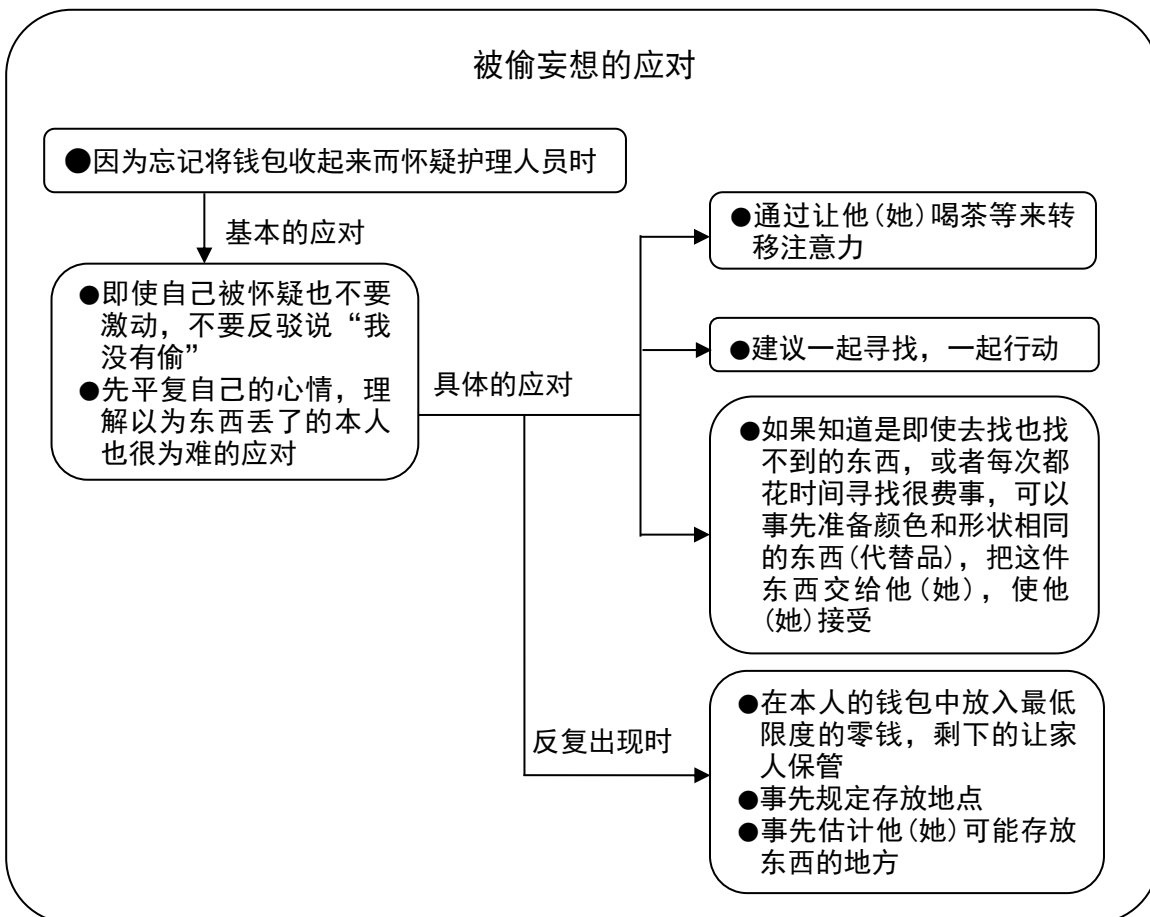 被偷妄想的应对
●因为忘记将钱包收起来而怀疑护理人员时
基本的应对
●即使自己被怀疑也不要
激动，不要反驳说“我
没有偷”
●先平复自己的心情，理
解以为东西丢了的本人
也很为难的应对
具体的应对
●通过让他(她)喝茶等来转
移注意力
●建议一起寻找，一起行动
●如果知道是即使去找也找
不到的东西，或者每次都
花时间寻找很费事，可以
事先准备颜色和形状相同
的东西(代替品)，把这件
东西交给他(她)，使他
(她)接受
反复出现时
●在本人的钱包中放入最低
限度的零钱，剩下的让家
人保管
●事先规定存放地点
●事先估计他(她)可能存放
东西的地方